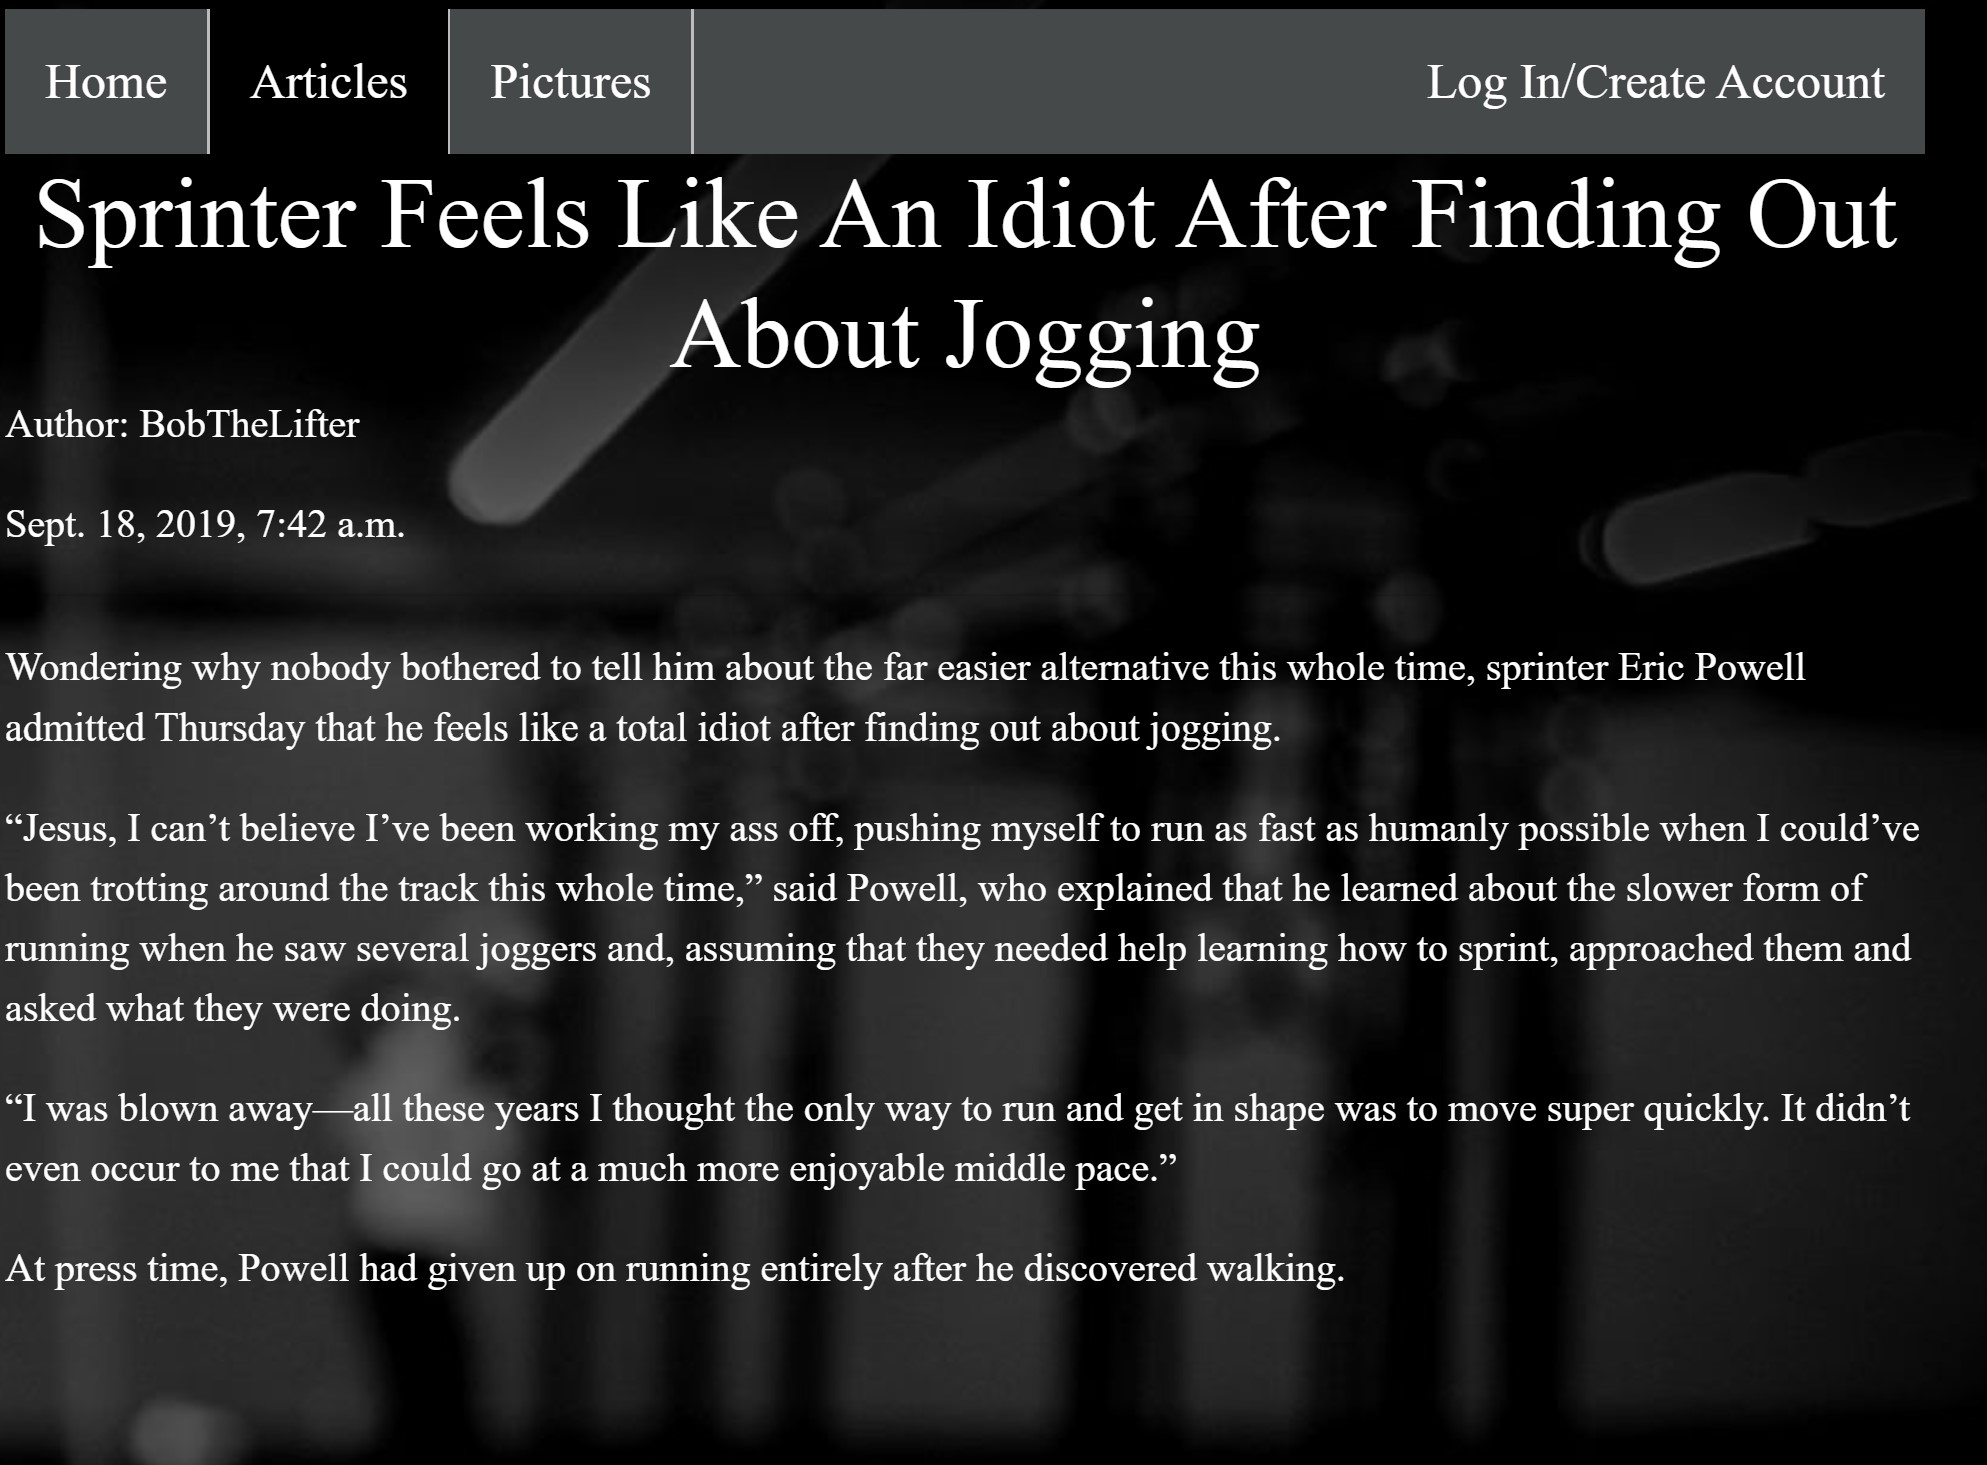 Home Articles Pictures Log In/Create Account
Sprinter Feels Like An Idiot After Finding Out
About Jogging
Author: BobTheLifter
Sept. 18, 2019, 7:42 a.m.
Wondering why nobody bothered to tell him about the far easier alternative this whole time, sprinter Eric Powell
admitted Thursday that he feels like a total idiot after finding out about jogging.
“Jesus, I can’t believe I’ve been working my ass off, pushing myself to run as fast as humanly possible when I could’ve
been trotting around the track this whole time,” said Powell, who explained that he learned about the slower form of
running when he saw several joggers and, assuming that they needed help learning how to sprint, approached them and
asked what they were doing.
“I was blown away—all these years I thought the only way to run and get in shape was to move super quickly. It didn’t
even occur to me that I could go at a much more enjoyable middle pace.”
At press time, Powell had given up on running entirely after he discovered walking.